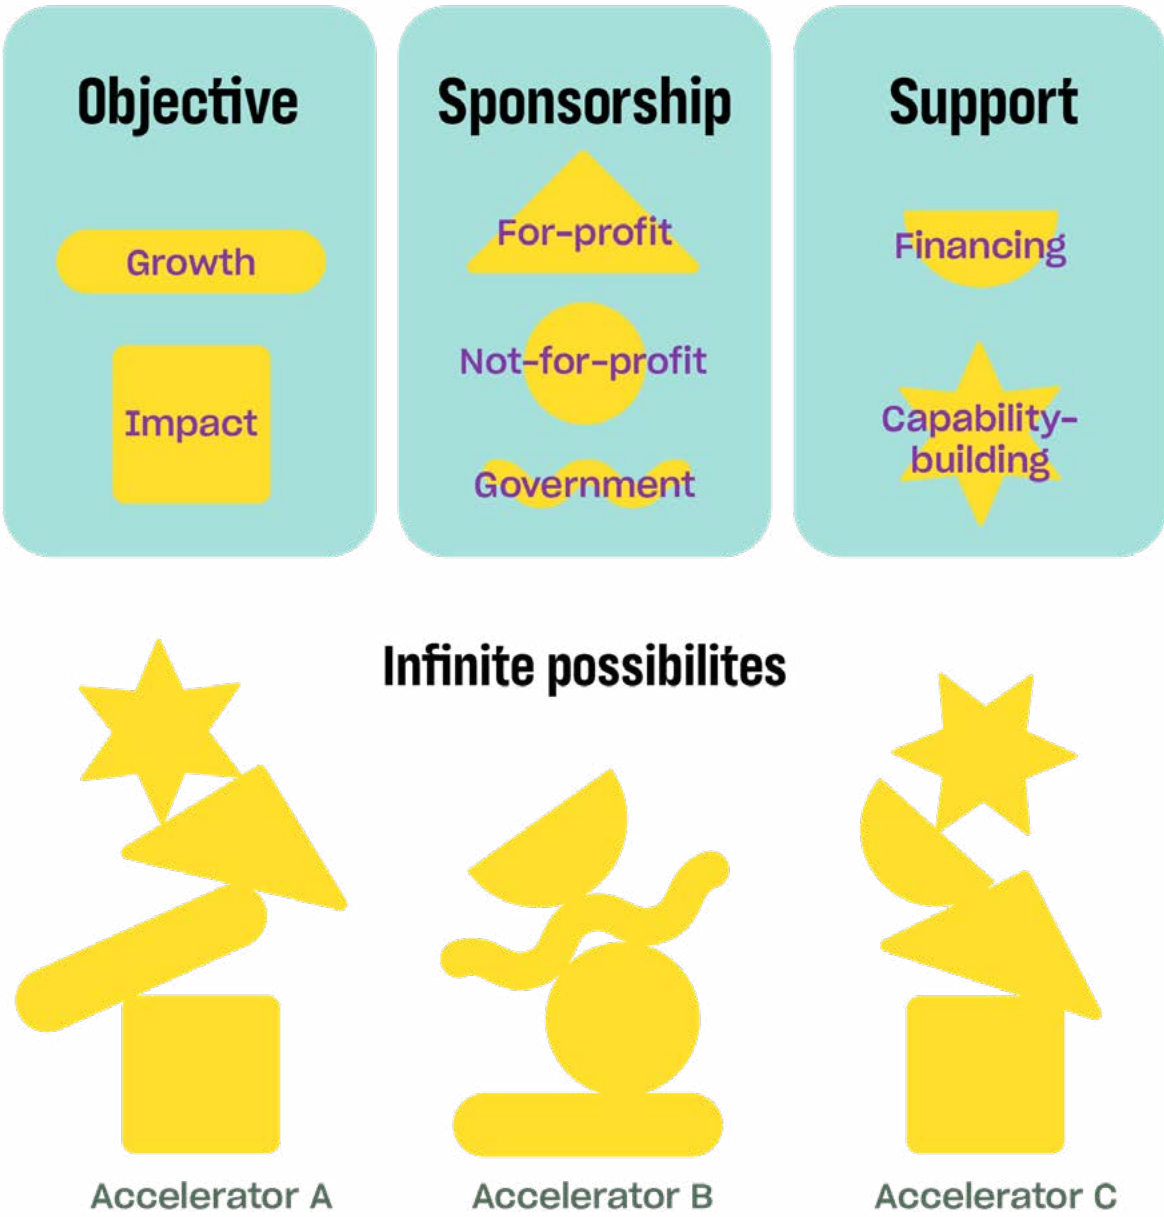 Objective
Growth
Impact
Sponsorship
For-profit
Not-for-profit
Government
Support
Financing
Capability-
building
Infinite possibilites
Accelerator A
Accelerator B
Accelerator C